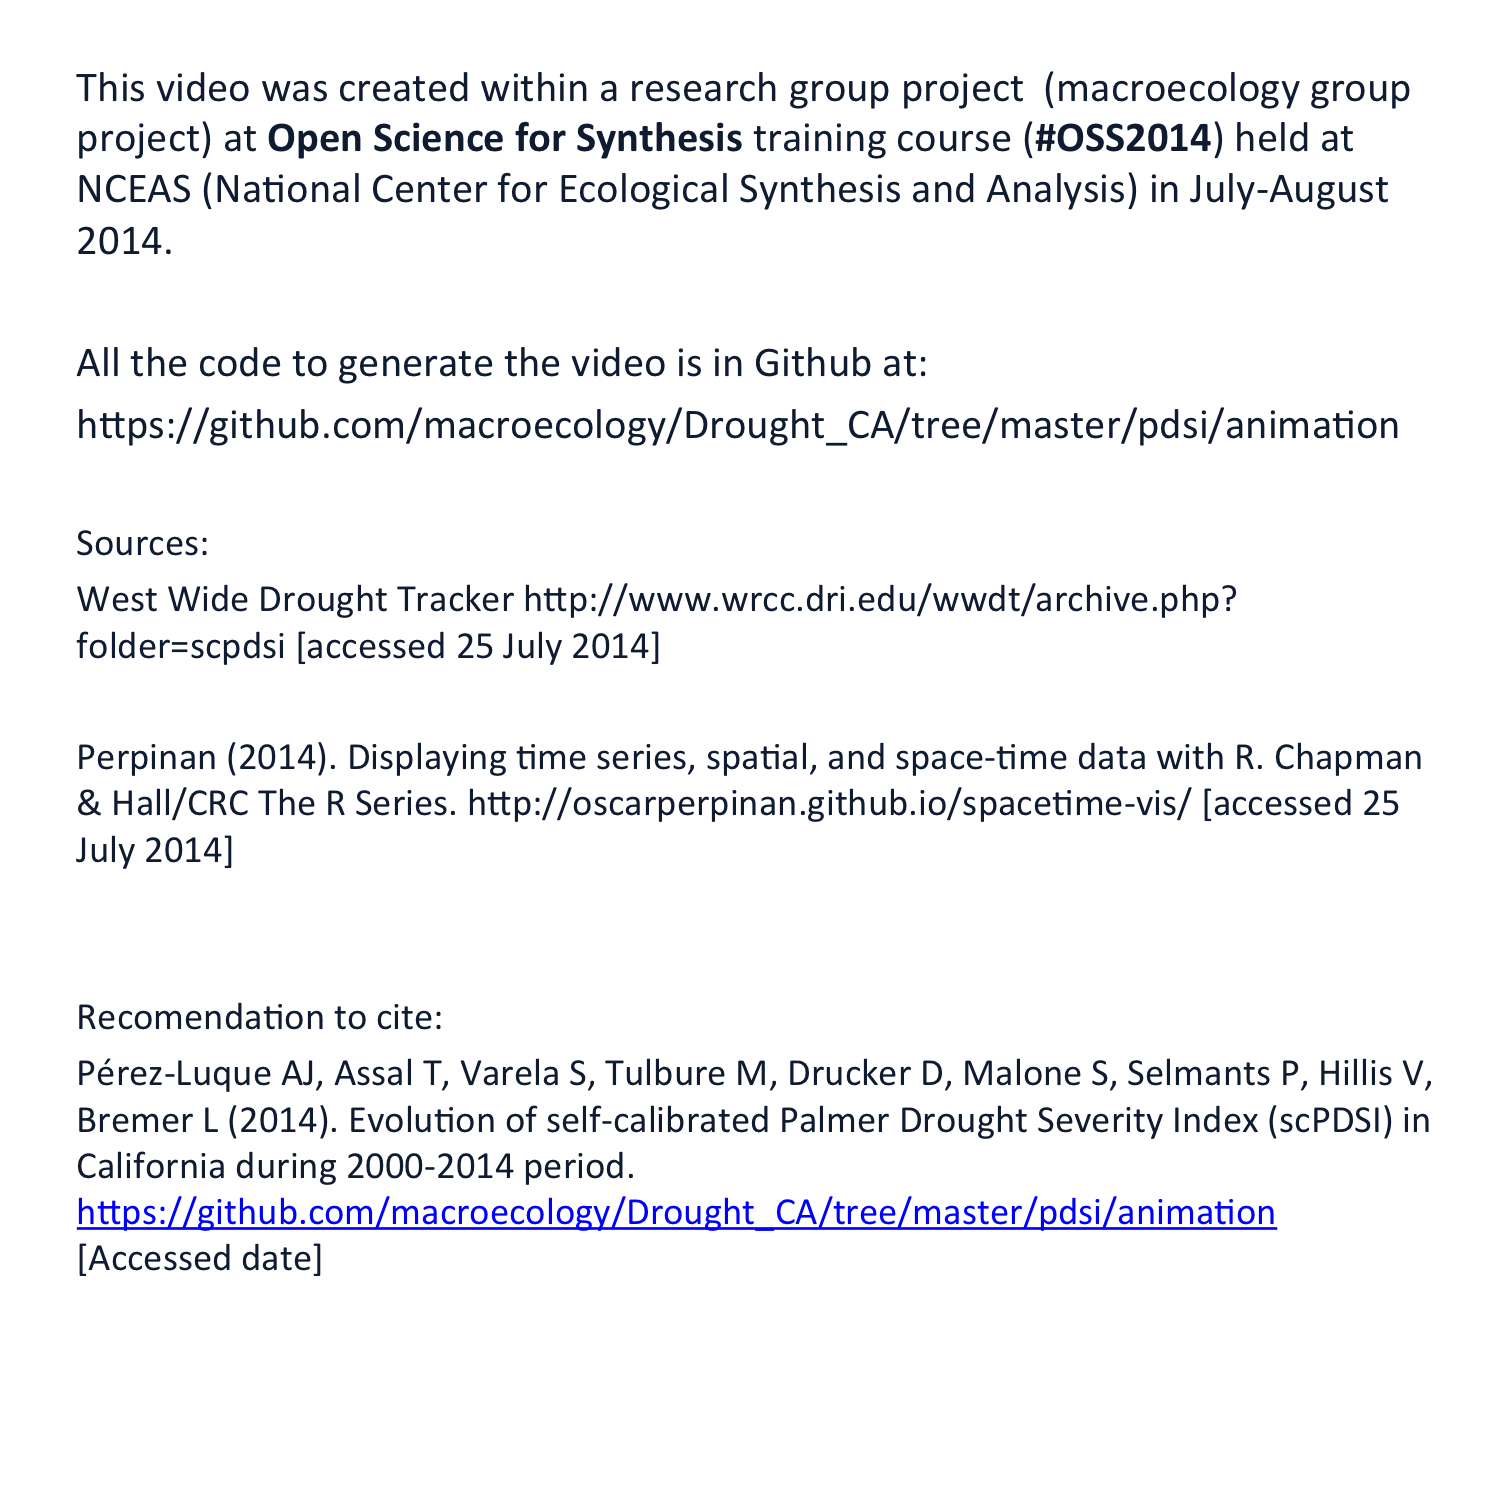 This video was created within a research group project  (macroecology group
project) at Open Science for Synthesis training course (#OSS2014) held at
NCEAS (National Center for Ecological Synthesis and Analysis) in July-August
2014.
All the code to generate the video is in Github at:
https://github.com/macroecology/Drought_CA/tree/master/pdsi/animation
Sources:
West Wide Drought Tracker http://www.wrcc.dri.edu/wwdt/archive.php?
folder=scpdsi [accessed 25 July 2014]
Perpinan (2014). Displaying time series, spatial, and space-time data with R. Chapman
& Hall/CRC The R Series. http://oscarperpinan.github.io/spacetime-vis/ [accessed 25
July 2014]
Recomendation to cite:
Pérez-Luque AJ, Assal T, Varela S, Tulbure M, Drucker D, Malone S, Selmants P, Hillis V,
Bremer L (2014). Evolution of self-calibrated Palmer Drought Severity Index (scPDSI) in
California during 2000-2014 period.
https://github.com/macroecology/Drought_CA/tree/master/pdsi/animation
[Accessed date]